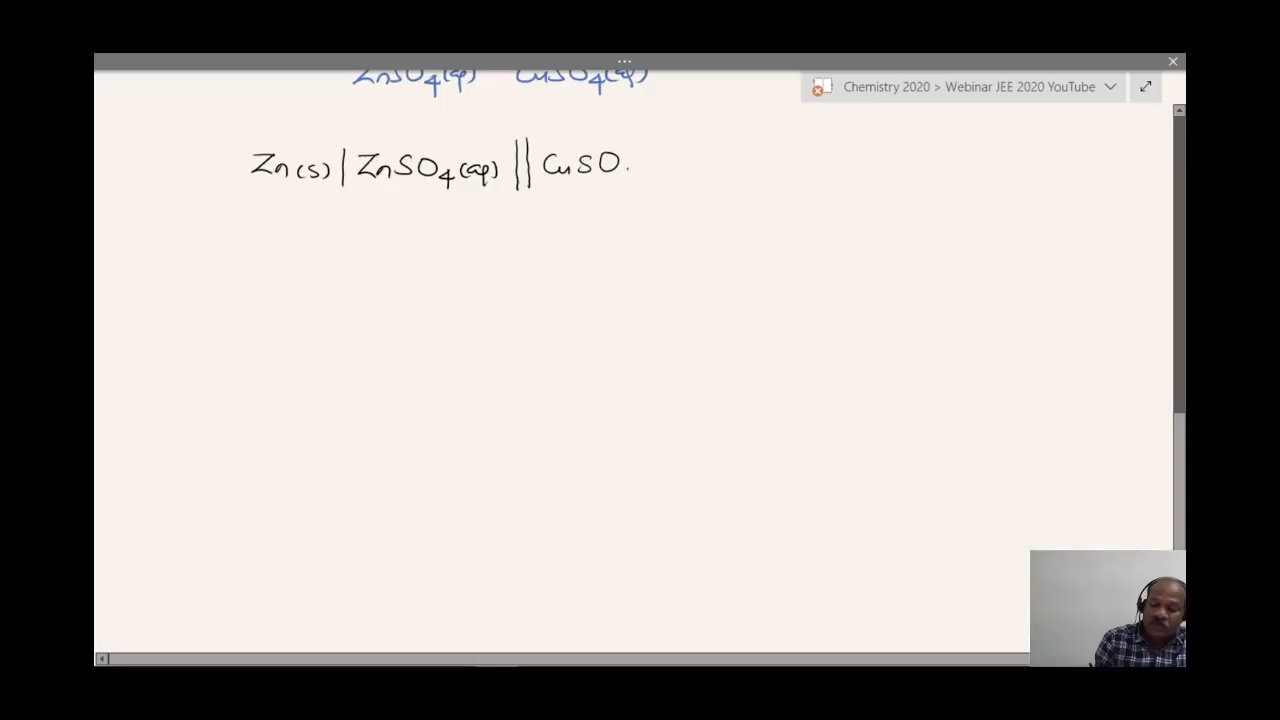 ZnSO4(aq) CuSO4(aq)
Chemistry 2020 > Webinar JEE 2020 YouTube
Zn(s) | ZnSO4(aq) || CuSO.